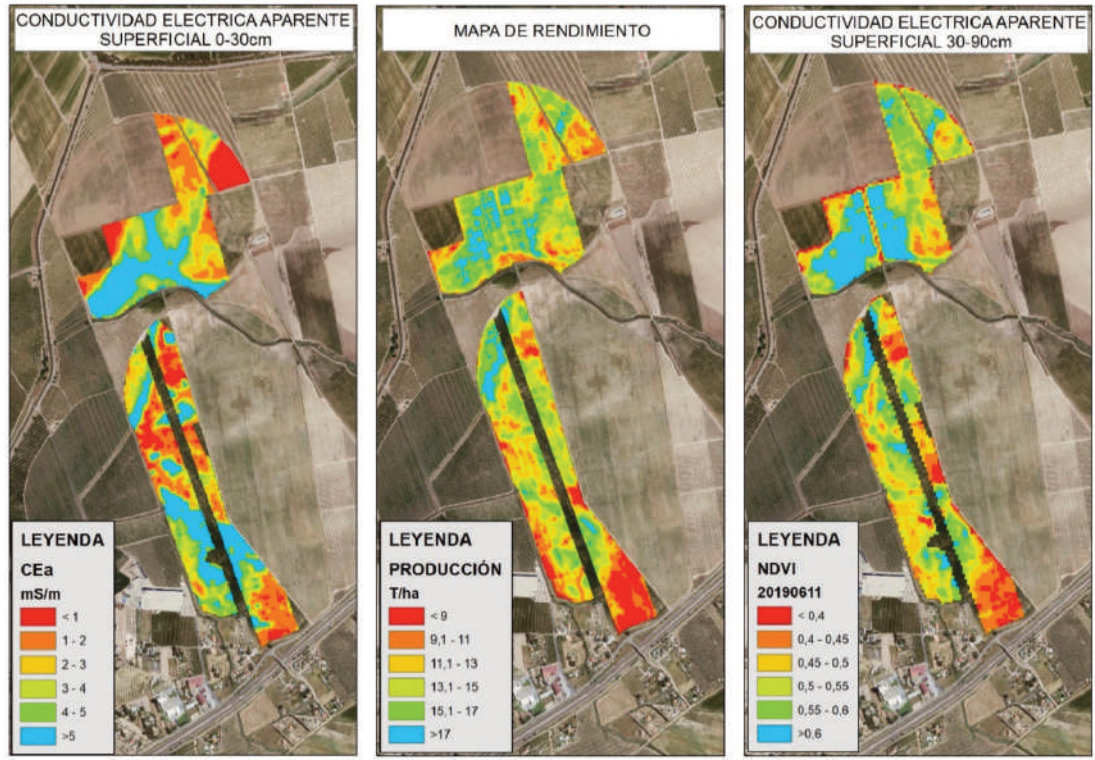 CONDUCTIVIDAD ELECTRICA APARENTE
SUPERFICIAL 0-30cm
LEYENDA
CEa
mS/m
< 1
1 - 2
2 - 3
3 - 4
4 - 5
>5
MAPA DE RENDIMIENTO
LEYENDA
PRODUCCIÓN
T/ha
< 9
9,1 - 11
11,1 - 13
13,1 - 15
15,1 - 17
>17
CONDUCTIVIDAD ELECTRICA APARENTE
SUPERFICIAL 30-90cm
LEYENDA
NDVI
20190611
< 0,4
0,4 - 0,45
0,45 - 0,5
0,5 - 0,55
0,55 - 0,6
>0,6